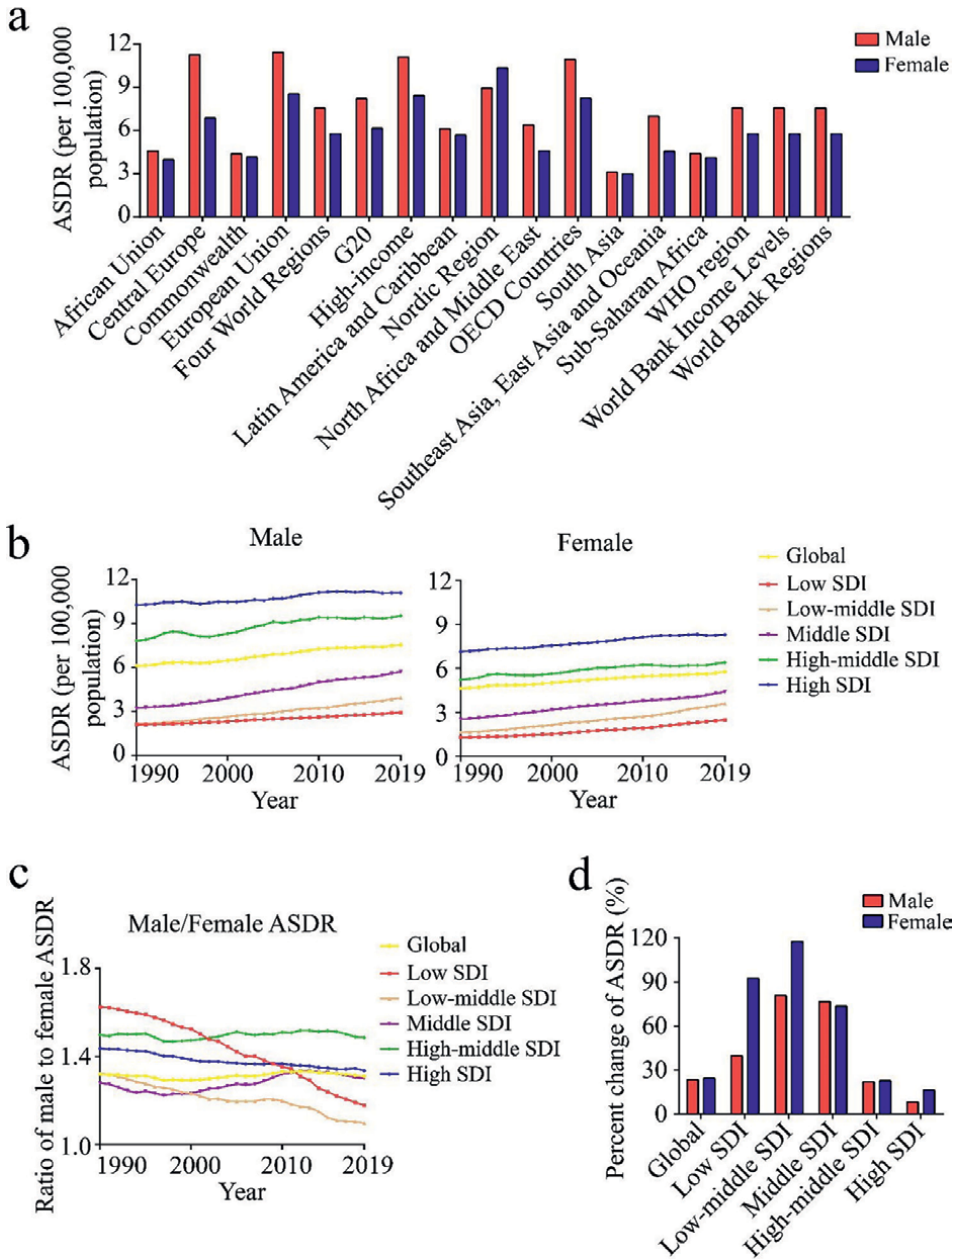 a
ASDR (per 100,000
population)
12
9
6
3
0
Male
Female
African Union
Central Europe
Commonwealth
European Union
Four World Regions
G20
High-income
Latin America and Caribbean
Nordic Region
North Africa and Middle East
OECD Countries
South Asia
Southeast Asia, East Asia and Oceania
Sub-Saharan Africa
WHO region
World Bank Income Levels
World Bank Regions
b
Male
ASDR (per 100,000
population)
12
9
6
3
0
1990 2000 2010 2019
Year
Female
12
9
6
3
0
1990 2000 2010 2019
Year
Global
Low SDI
Low-middle SDI
Middle SDI
High-middle SDI
High SDI
c
Male/Female ASDR
Ratio of male to female ASDR
1.8
1.4
1.0
1990 2000 2010 2019
Year
Global
Low SDI
Low-middle SDI
Middle SDI
High-middle SDI
High SDI
d
Percent change of ASDR (%)
120
90
60
30
0
Male
Female
Global
Low SDI
Low-middle SDI
Middle SDI
High-middle SDI
High SDI